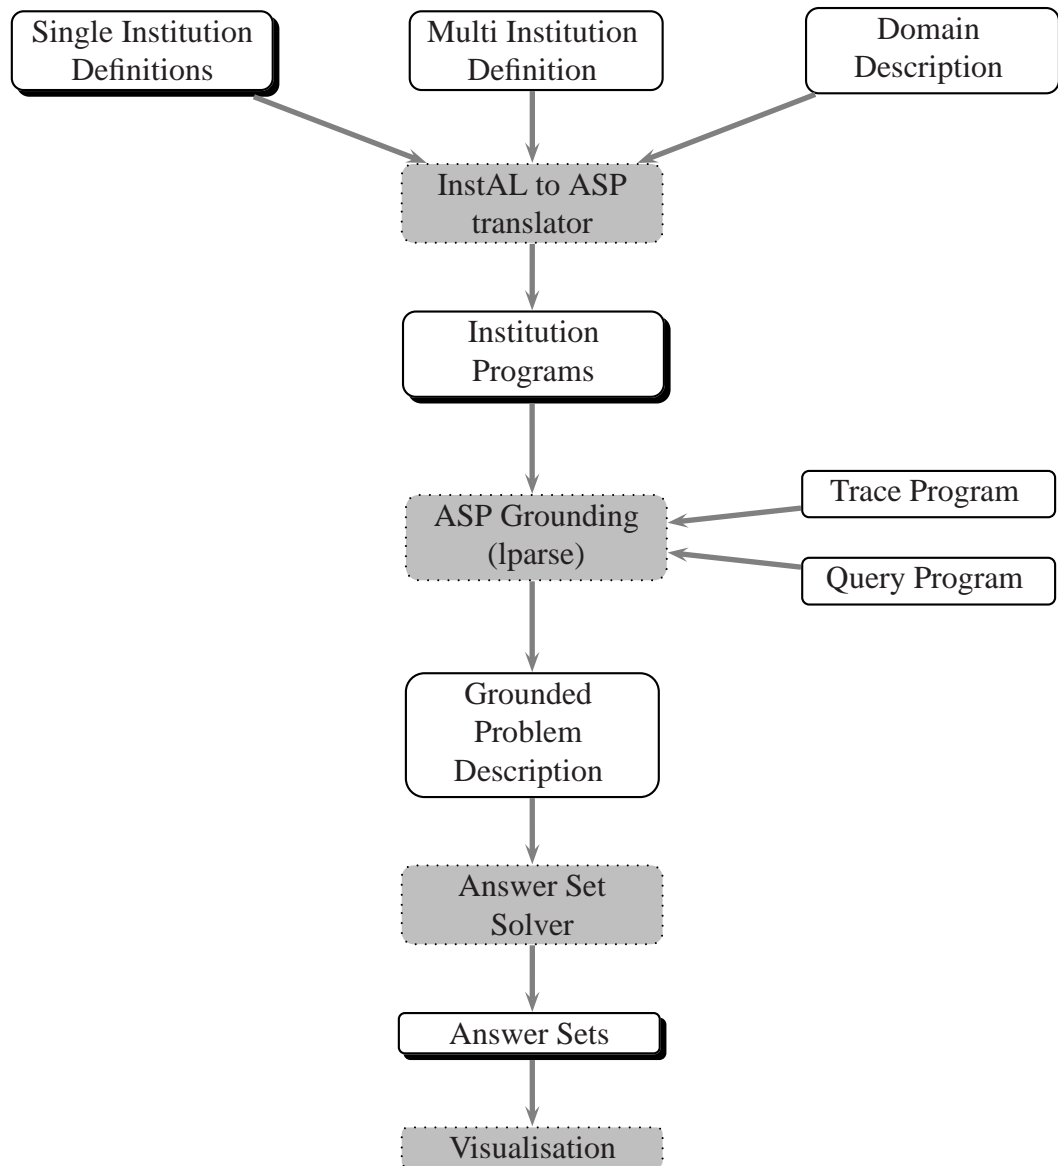 Single Institution
Definitions
Multi Institution
Definition
Domain
Description
InstAL to ASP
translator
Institution
Programs
ASP Grounding
(lparse)
Trace Program
Query Program
Grounded
Problem
Description
Answer Set
Solver
Answer Sets
Visualisation